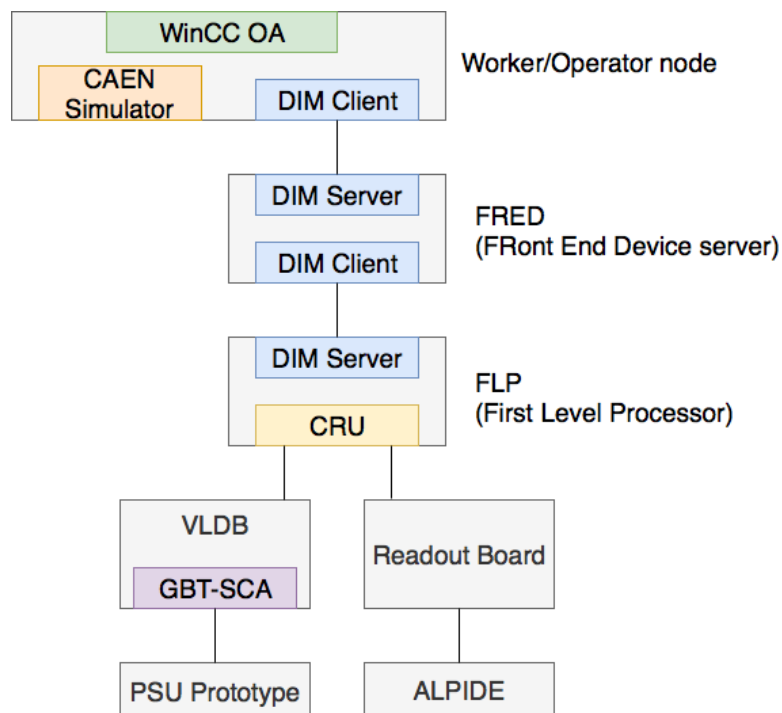 WinCC OA
CAEN
Simulator
DIM Client
Worker/Operator node
DIM Server
DIM Client
FRED
(FRont End Device server)
DIM Server
CRU
FLP
(First Level Processor)
VLDB
GBT-SCA
Readout Board
PSU Prototype
ALPIDE